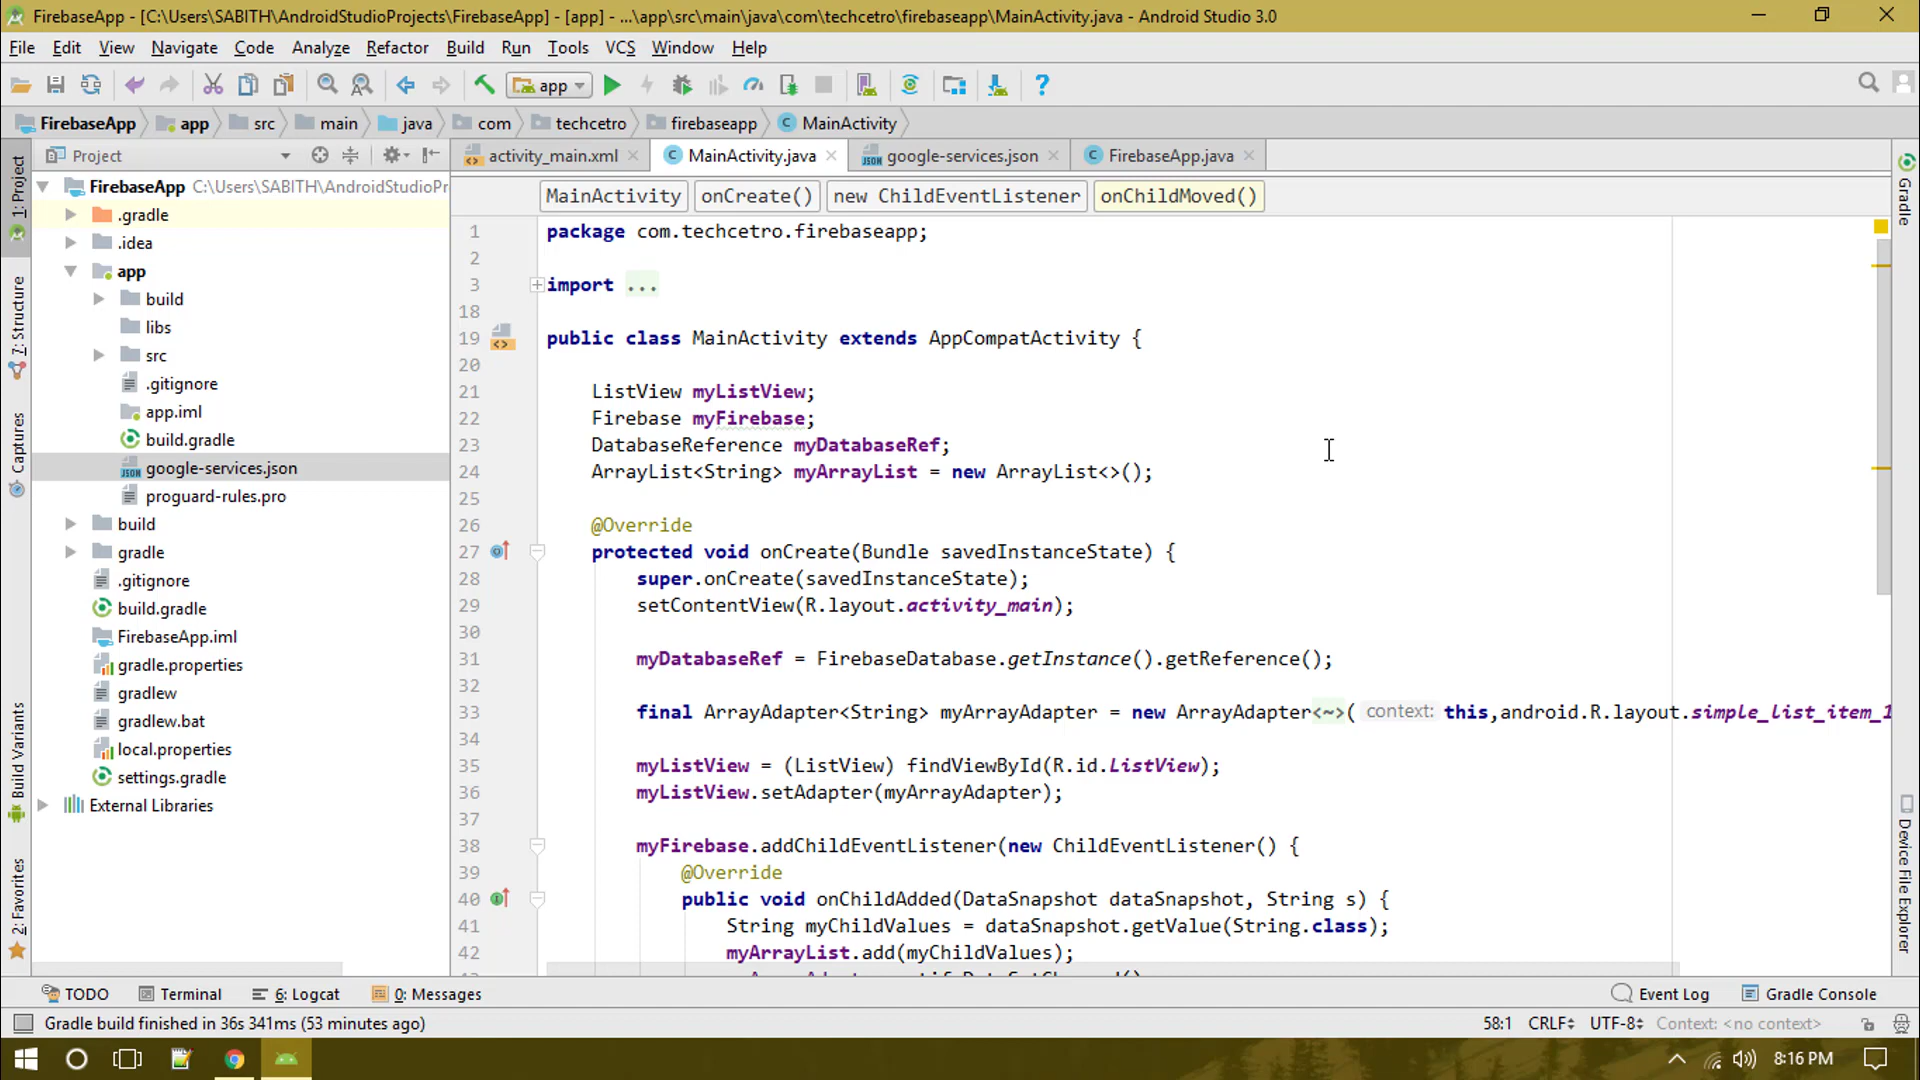 FirebaseApp - [C:\Users\SABITH\AndroidStudioProjects\FirebaseApp] - [app] - ...\app\src\main\java\com\techcetro\firebaseapp\MainActivity.java - Android Studio 3.0
File Edit View Navigate Code Analyze Refactor Build Run Tools VCS Window Help
app
FirebaseApp app src main java com techcetro firebaseapp MainActivity
Project
activity_main.xml MainActivity.java google-services.json FirebaseApp.java
MainActivity onCreate() new ChildEventListener onChildMoved()
1: Project
7: Structure
Captures
Build Variants
2: Favorites
FirebaseApp C:\Users\SABITH\AndroidStudioPr
.gradle
.idea
app
build
libs
src
.gitignore
app.iml
build.gradle
google-services.json
proguard-rules.pro
build
gradle
.gitignore
build.gradle
FirebaseApp.iml
gradle.properties
gradlew
gradlew.bat
local.properties
settings.gradle
External Libraries
1 package com.techcetro.firebaseapp;
2
3 import ...
18
19 public class MainActivity extends AppCompatActivity {
20
21 ListView myListView;
22 Firebase myFirebase;
23 DatabaseReference myDatabaseRef;
24 ArrayList<String> myArrayList = new ArrayList<>();
25
26 @Override
27 protected void onCreate(Bundle savedInstanceState) {
28 super.onCreate(savedInstanceState);
29 setContentView(R.layout.activity_main);
30
31 myDatabaseRef = FirebaseDatabase.getInstance().getReference();
32
33 final ArrayAdapter<String> myArrayAdapter = new ArrayAdapter<~>( context: this,android.R.layout.simple_list_item_1
34
35 myListView = (ListView) findViewById(R.id.ListView);
36 myListView.setAdapter(myArrayAdapter);
37
38 myFirebase.addChildEventListener(new ChildEventListener() {
39 @Override
40 public void onChildAdded(DataSnapshot dataSnapshot, String s) {
41 String myChildValues = dataSnapshot.getValue(String.class);
42 myArrayList.add(myChildValues);
Gradle
Device File Explorer
TODO Terminal 6: Logcat 0: Messages Event Log Gradle Console
Gradle build finished in 36s 341ms (53 minutes ago) 58:1 CRLF UTF-8 Context: <no context>
8:16 PM